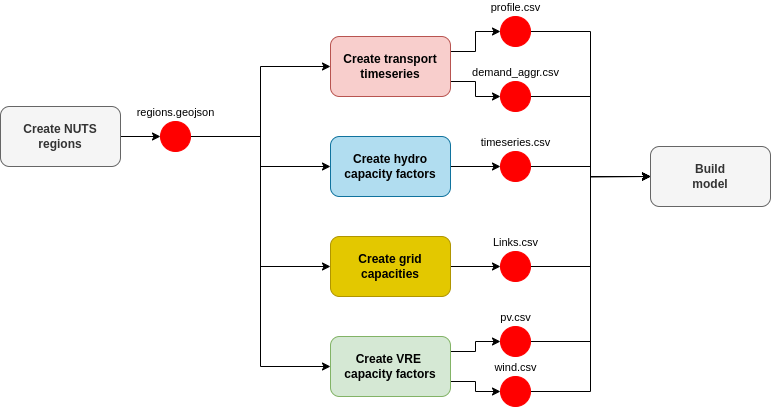 profile.csv
Create transport
timeseries
demand_aggr.csv
regions.geojson
Create NUTS
regions
timeseries.csv
Create hydro
capacity factors
Build
model
Links.csv
Create grid
capacities
pv.csv
Create VRE
capacity factors
wind.csv